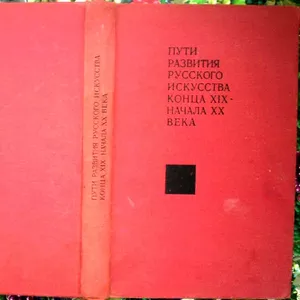 ПУТИ РАЗВИТИЯ РУССКОГО ИСКУССТВА
КОНЦА XIX - НАЧАЛА XX ВЕКА
ПУТИ
РАЗВИТИЯ
РУССКОГО
ИСКУССТВА
КОНЦА XIX-
НАЧАЛА XX
ВЕКА